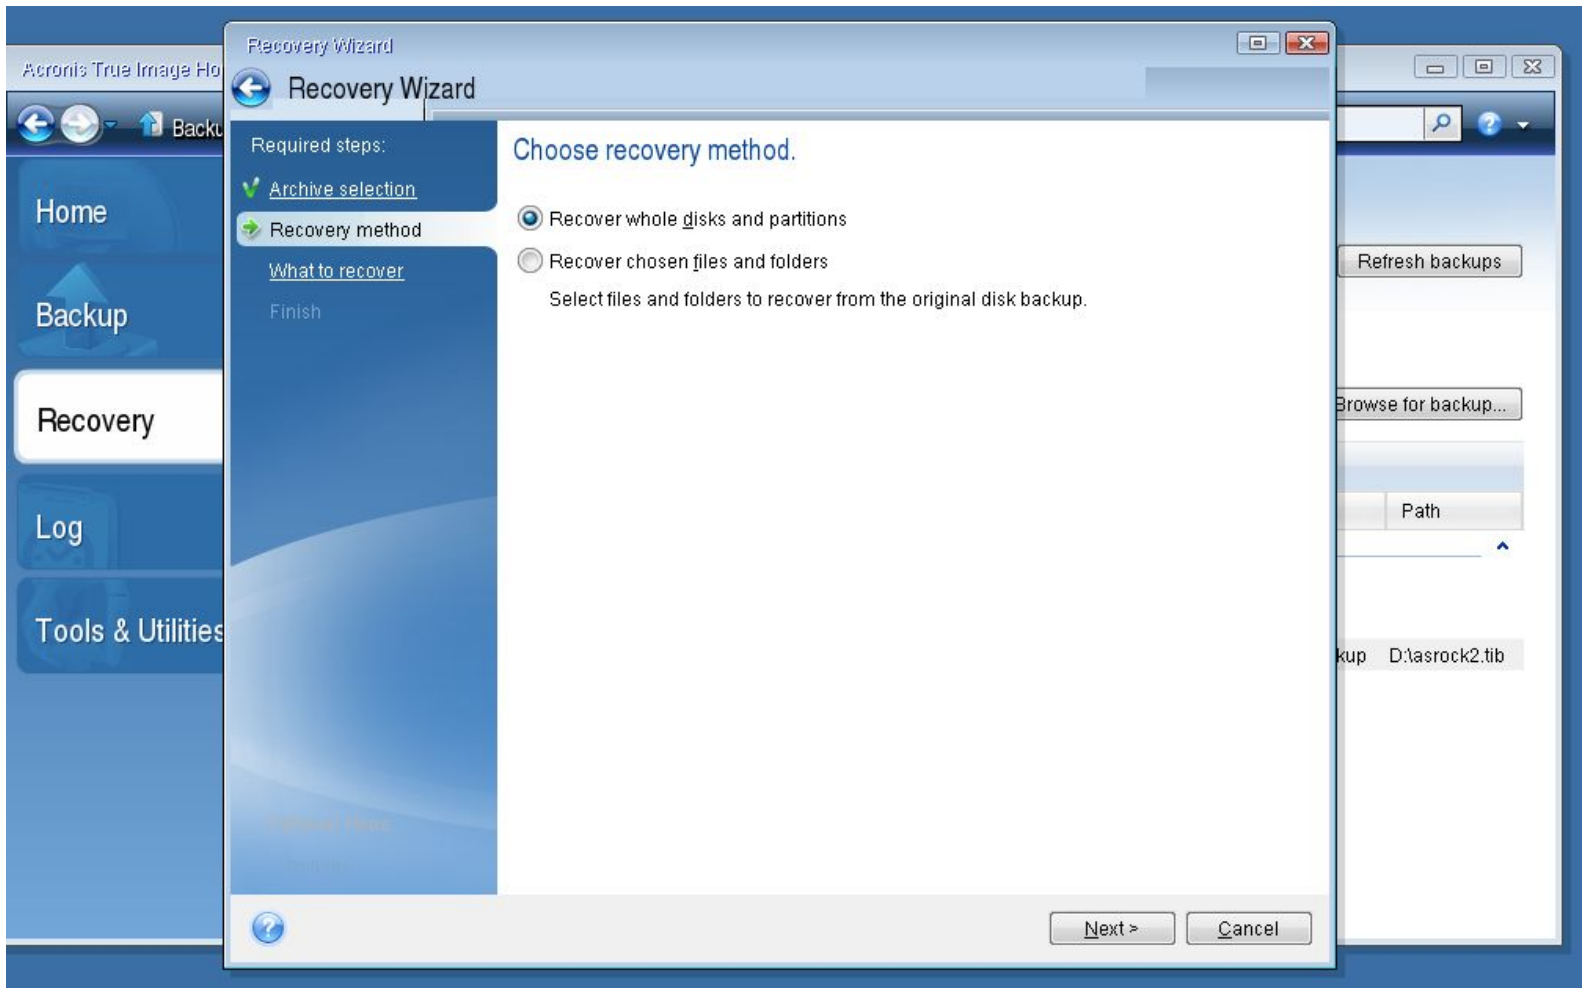 Recovery Wizard
Acronis True Image Ho
Recovery Wizard
Backu
Home
Backup
Recovery
Log
Tools & Utilities
Required steps:
Archive selection
Recovery method
What to recover
Finish
Choose recovery method.
Recover whole disks and partitions
Recover chosen files and folders
Select files and folders to recover from the original disk backup.
Next >
Cancel
Refresh backups
Browse for backup...
Path
kup D:\asrock2.tib